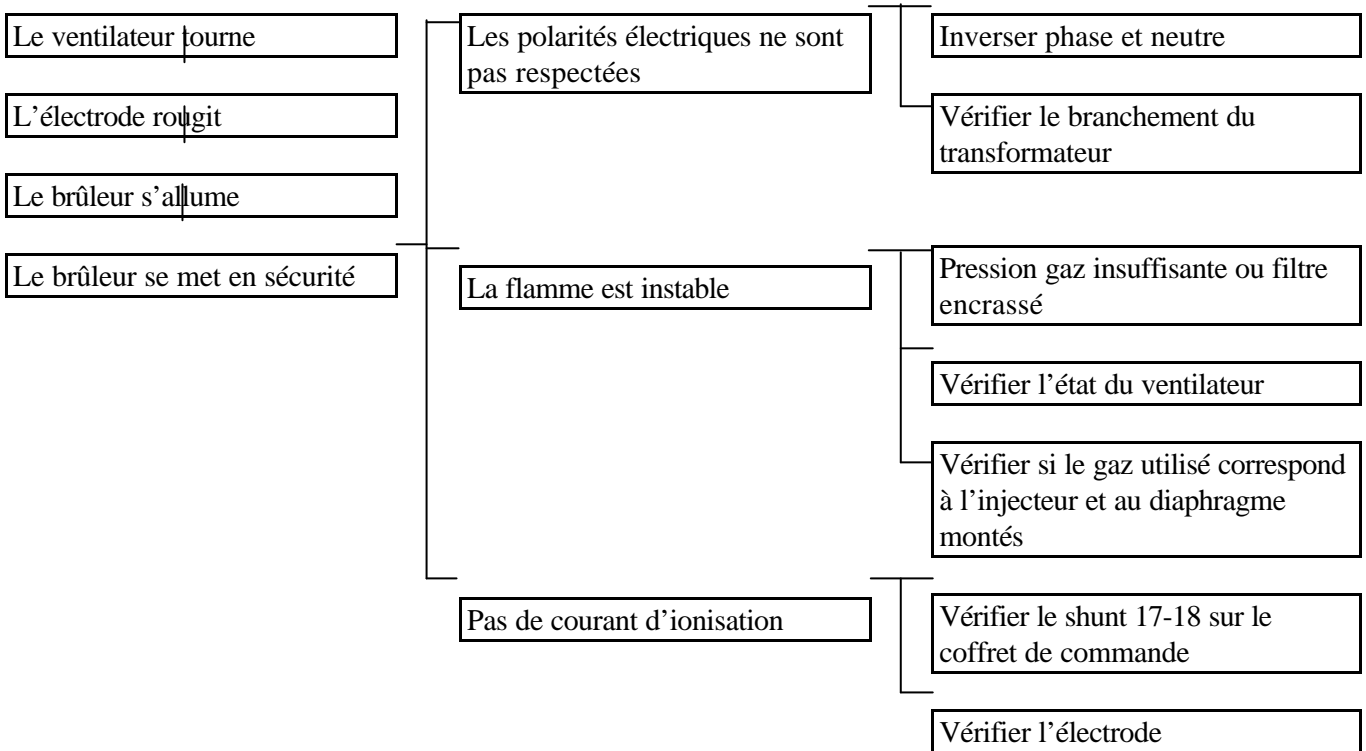 Le ventilateur tourne
L’électrode rougit
Le brûleur s’allume
Le brûleur se met en sécurité
Les polarités électriques ne sont
pas respectées
Inverser phase et neutre
Vérifier le branchement du
transformateur
La flamme est instable
Pression gaz insuffisante ou filtre
encrassé
Vérifier l’état du ventilateur
Vérifier si le gaz utilisé correspond
à l’injecteur et au diaphragme
montés
Pas de courant d’ionisation
Vérifier le shunt 17-18 sur le
coffret de commande
Vérifier l’électrode